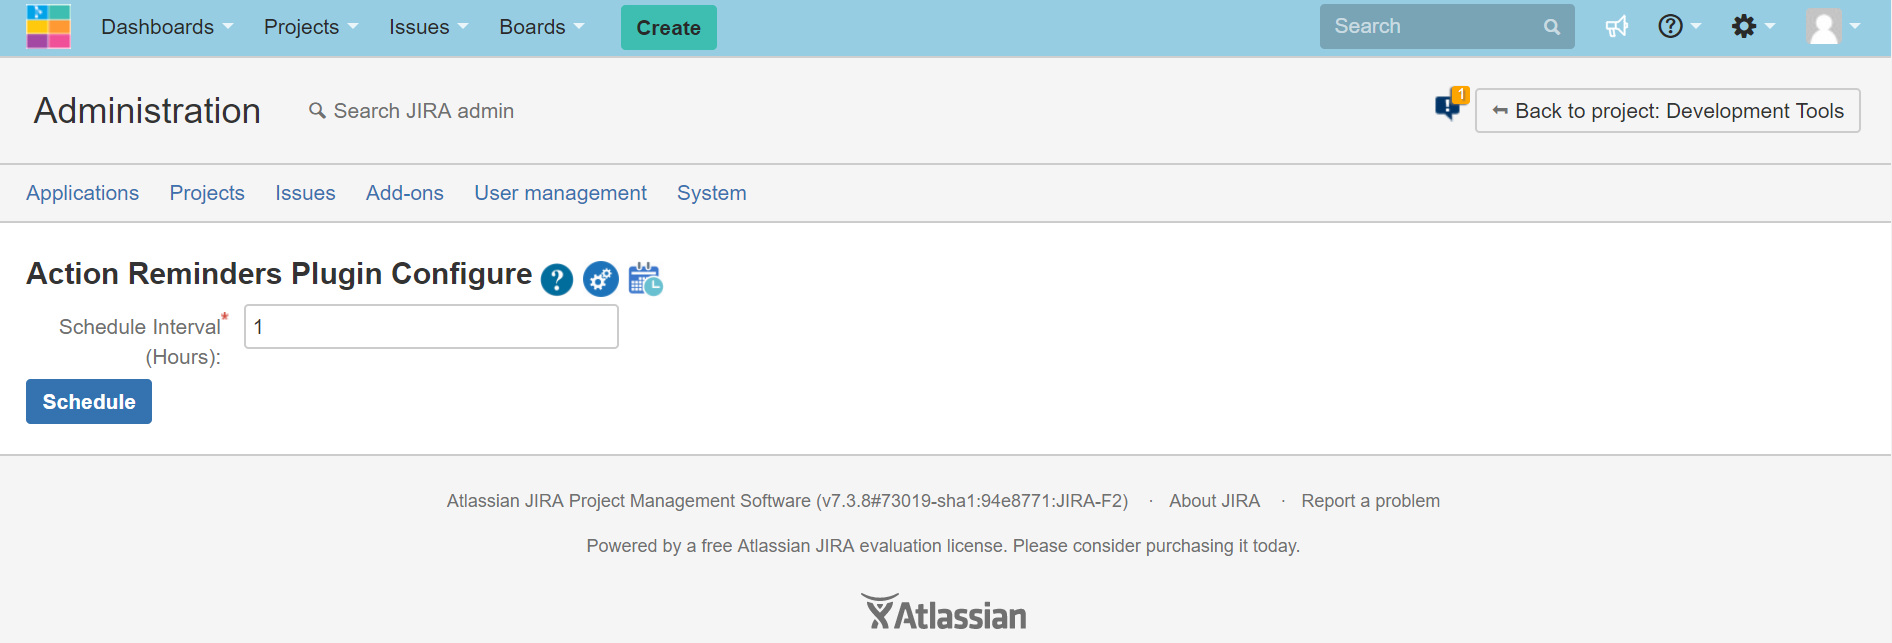 Dashboards Projects Issues Boards Create Search
Administration Search JIRA admin 1 Back to project: Development Tools
Applications Projects Issues Add-ons User management System
Action Reminders Plugin Configure
Schedule Interval* 1
(Hours):
Schedule
Atlassian JIRA Project Management Software (v7.3.8#73019-sha1:94e8771:JIRA-F2) · About JIRA · Report a problem
Powered by a free Atlassian JIRA evaluation license. Please consider purchasing it today.
Atlassian